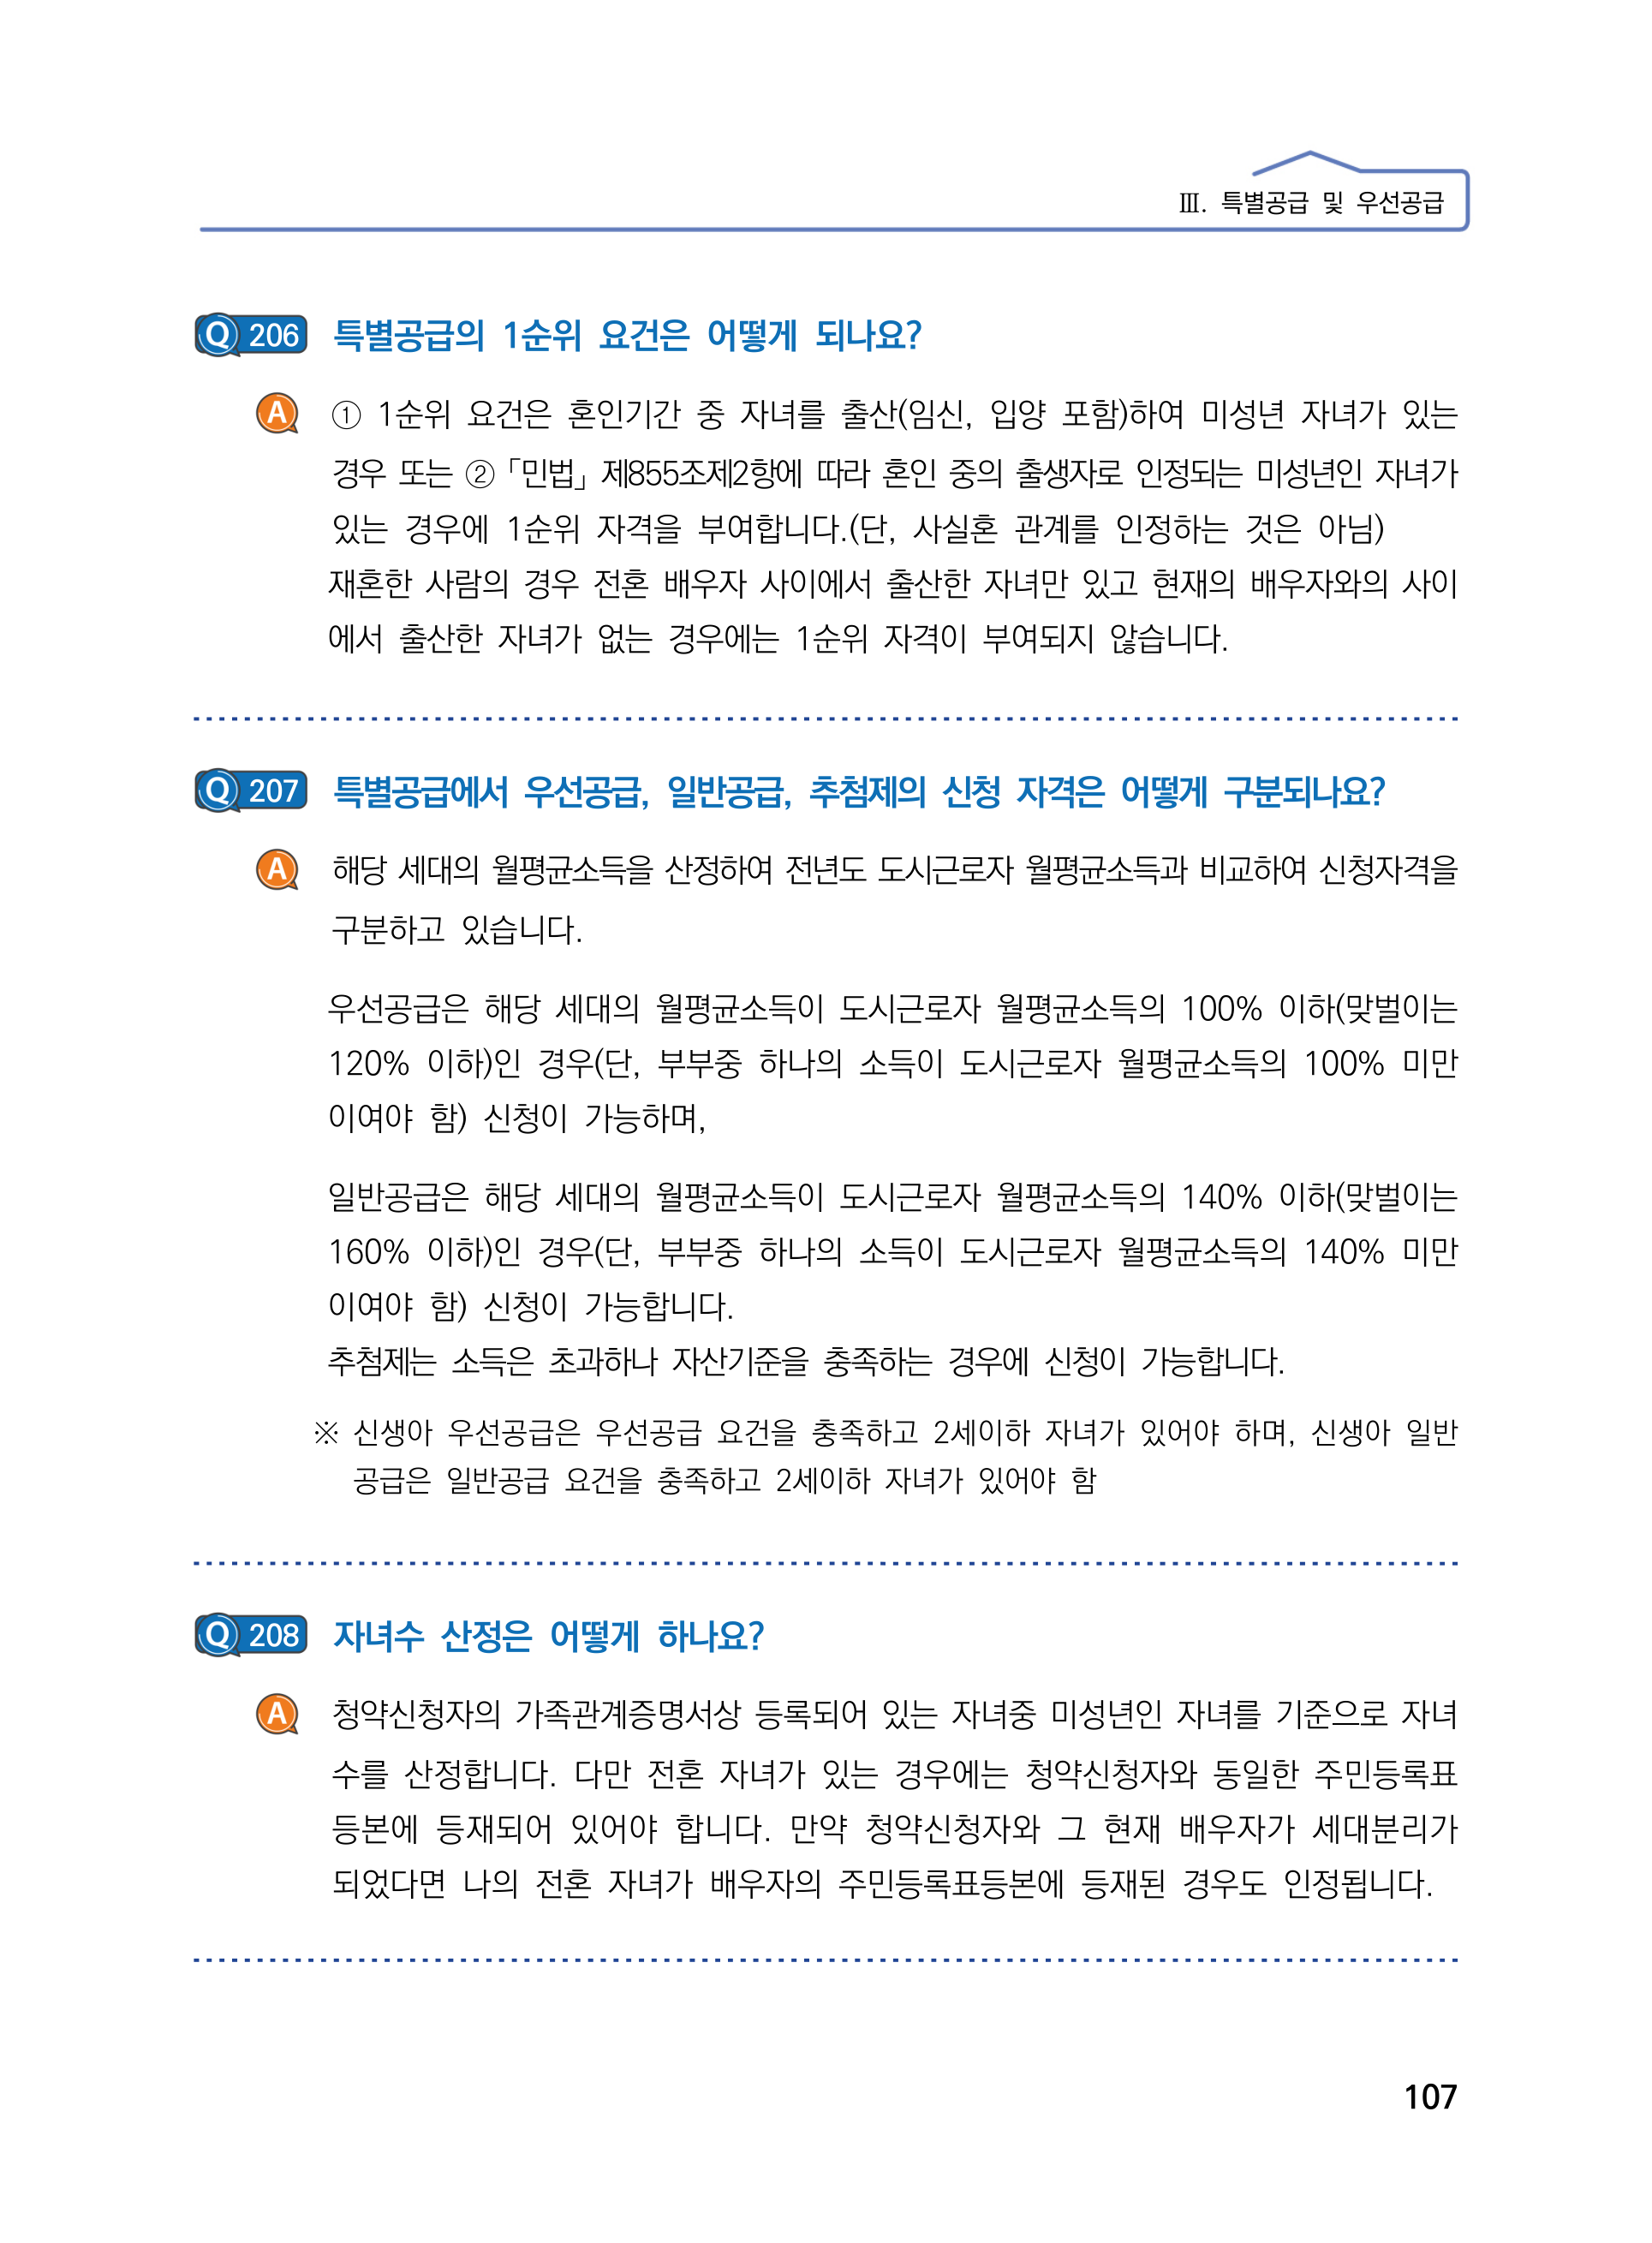 Ⅲ. 특별공급 및 우선공급
Q 206 특별공급의 1순위 요건은 어떻게 되나요?
A ① 1순위 요건은 혼인기간 중 자녀를 출산(임신, 입양 포함)하여 미성년 자녀가 있는
경우 또는 ②「민법」 제855조제2항에 따라 혼인 중의 출생자로 인정되는 미성년인 자녀가
있는 경우에 1순위 자격을 부여합니다.(단, 사실혼 관계를 인정하는 것은 아님)
재혼한 사람의 경우 전혼 배우자 사이에서 출산한 자녀만 있고 현재의 배우자와의 사이
에서 출산한 자녀가 없는 경우에는 1순위 자격이 부여되지 않습니다.
Q 207 특별공급에서 우선공급, 일반공급, 추첨제의 신청 자격은 어떻게 구분되나요?
A 해당 세대의 월평균소득을 산정하여 전년도 도시근로자 월평균소득과 비교하여 신청자격을
구분하고 있습니다.
우선공급은 해당 세대의 월평균소득이 도시근로자 월평균소득의 100% 이하(맞벌이는
120% 이하)인 경우(단, 부부중 하나의 소득이 도시근로자 월평균소득의 100% 미만
이여야 함) 신청이 가능하며,
일반공급은 해당 세대의 월평균소득이 도시근로자 월평균소득의 140% 이하(맞벌이는
160% 이하)인 경우(단, 부부중 하나의 소득이 도시근로자 월평균소득의 140% 미만
이여야 함) 신청이 가능합니다.
추첨제는 소득은 초과하나 자산기준을 충족하는 경우에 신청이 가능합니다.
※ 신생아 우선공급은 우선공급 요건을 충족하고 2세이하 자녀가 있어야 하며, 신생아 일반
공급은 일반공급 요건을 충족하고 2세이하 자녀가 있어야 함
Q 208 자녀수 산정은 어떻게 하나요?
A 청약신청자의 가족관계증명서상 등록되어 있는 자녀중 미성년인 자녀를 기준으로 자녀
수를 산정합니다. 다만 전혼 자녀가 있는 경우에는 청약신청자와 동일한 주민등록표
등본에 등재되어 있어야 합니다. 만약 청약신청자와 그 현재 배우자가 세대분리가
되었다면 나의 전혼 자녀가 배우자의 주민등록표등본에 등재된 경우도 인정됩니다.
107